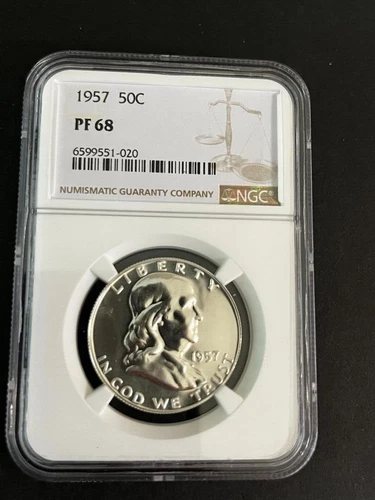 1957 50C
PF 68
6599551-020
NUMISMATIC GUARANTY COMPANY
NGC
LIBERTY
1957
IN GOD WE TRUST